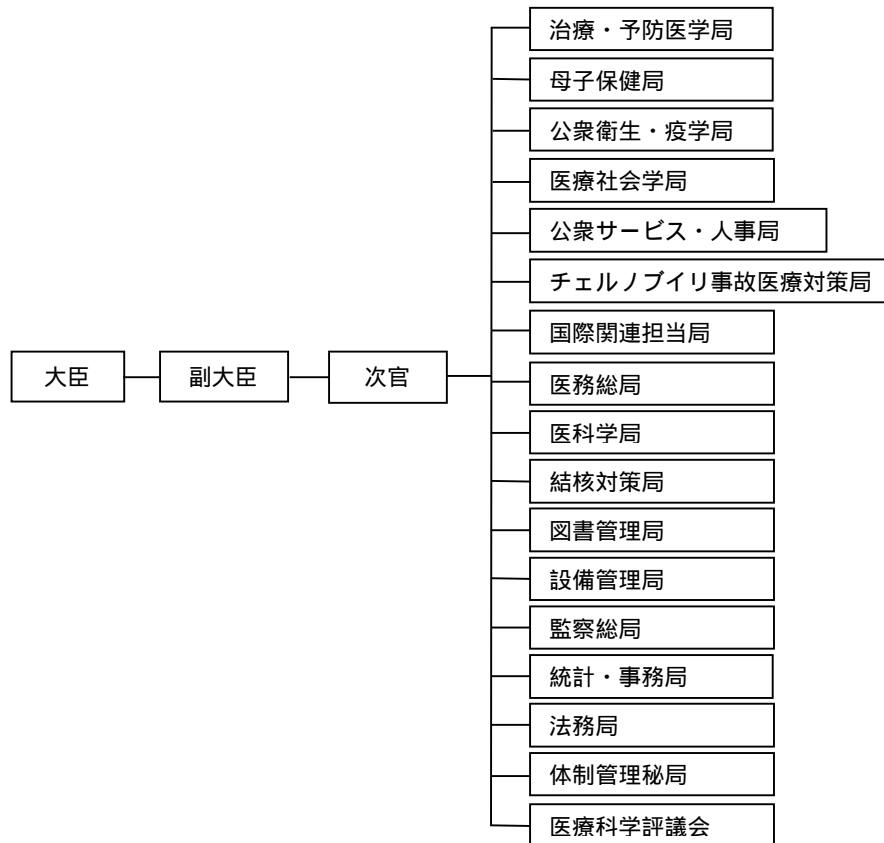 治療・予防医学局
母子保健局
公衆衛生・疫学局
医療社会学局
公衆サービス・人事局
チェルノブイリ事故医療対策局
国際関連担当局
大臣
副大臣
次官
医務総局
医科学局
結核対策局
図書管理局
設備管理局
監察総局
統計・事務局
法務局
体制管理秘局
医療科学評議会